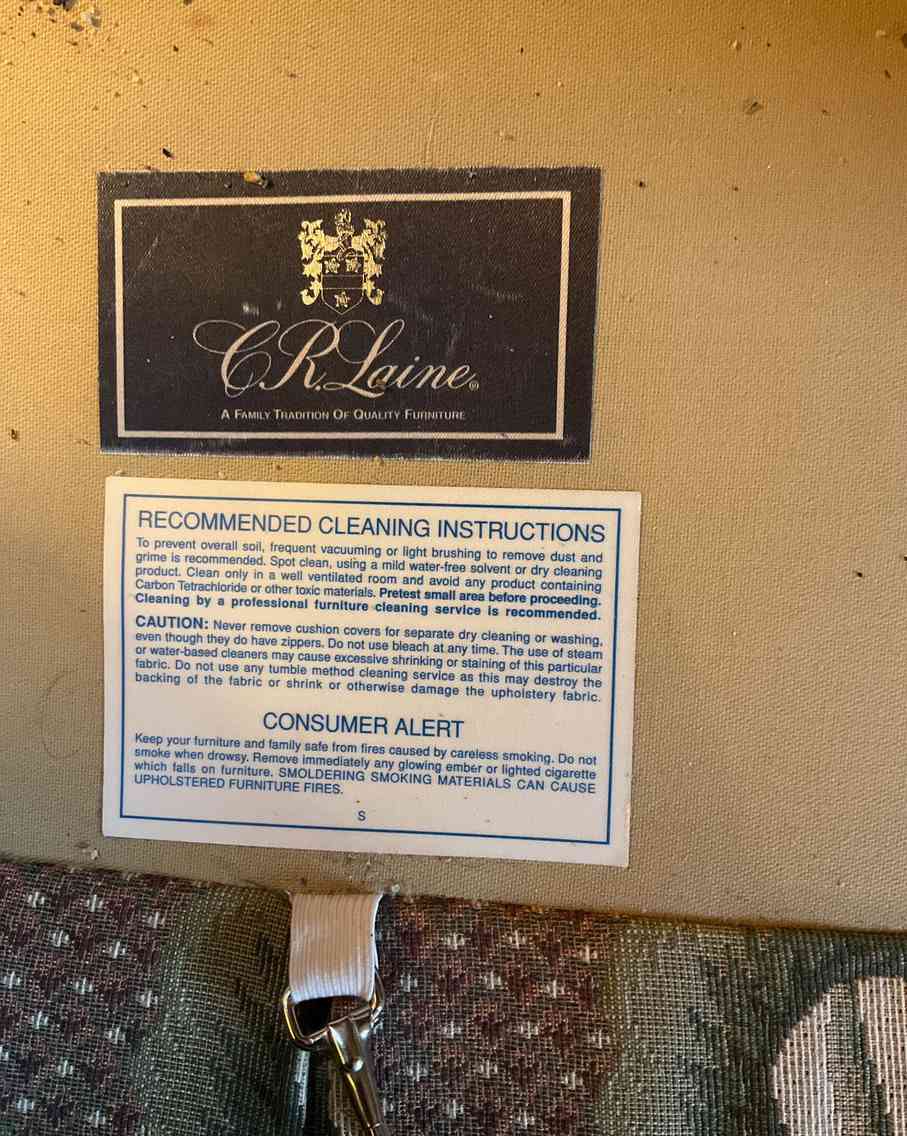 C.R. Laine®
A Family Tradition Of Quality Furniture
RECOMMENDED CLEANING INSTRUCTIONS
To prevent overall soil, frequent vacuuming or light brushing to remove dust and
grime is recommended. Spot clean, using a mild water-free solvent or dry cleaning
product. Clean only in a well ventilated room and avoid any product containing
Carbon Tetrachloride or other toxic materials. Pretest small area before proceeding.
Cleaning by a professional furniture cleaning service is recommended.
CAUTION: Never remove cushion covers for separate dry cleaning or washing,
even though they do have zippers. Do not use bleach at any time. The use of steam
or water-based cleaners may cause excessive shrinking or staining of this particular
fabric. Do not use any tumble method cleaning service as this may destroy the
backing of the fabric or shrink or otherwise damage the upholstery fabric.
CONSUMER ALERT
Keep your furniture and family safe from fires caused by careless smoking. Do not
smoke when drowsy. Remove immediately any glowing ember or lighted cigarette
which falls on furniture. SMOLDERING SMOKING MATERIALS CAN CAUSE
UPHOLSTERED FURNITURE FIRES.
S